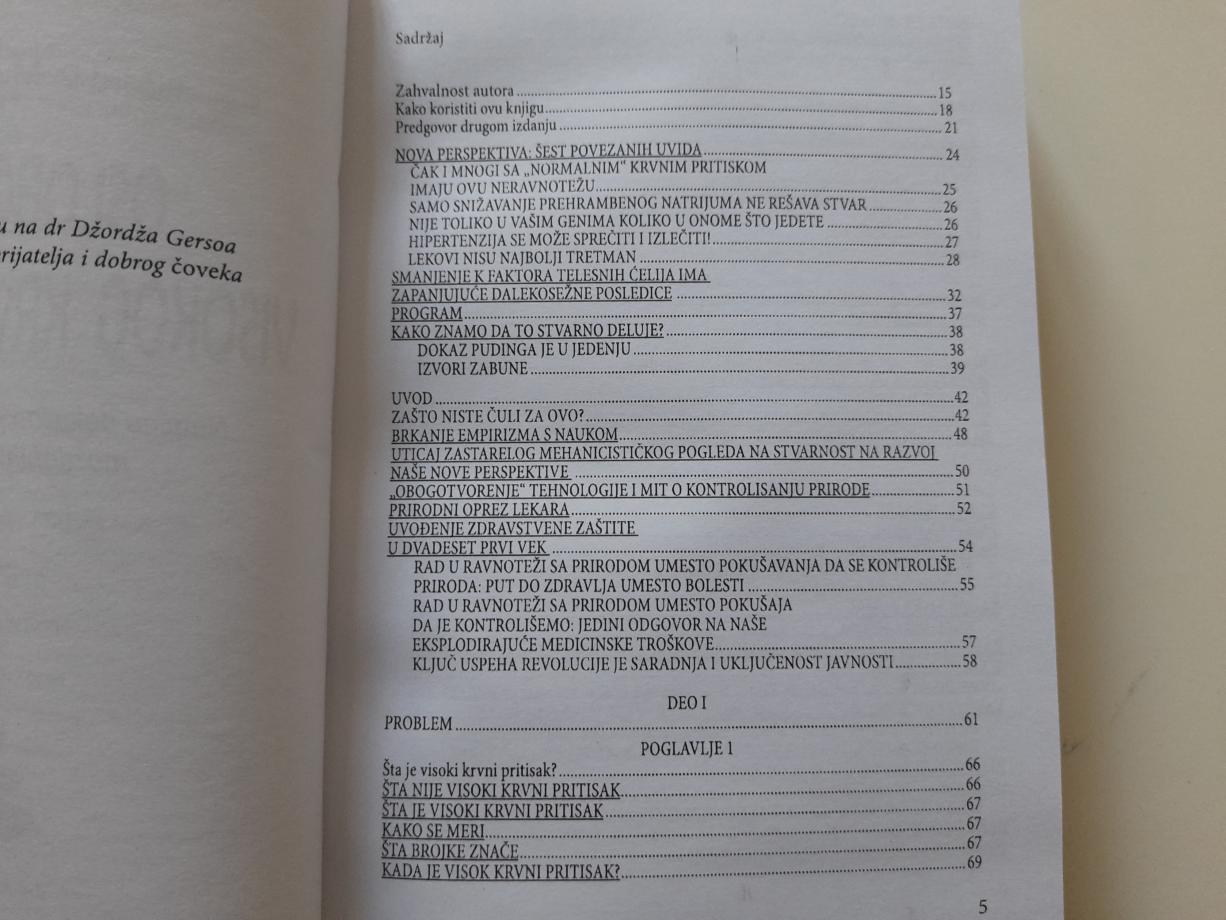 u na dr Džordža Gersoa
rijatelja i dobrog čoveka
Sadržaj
Zahvalnost autora 15
Kako koristiti ovu knjigu 18
Predgovor drugom izdanju 21
NOVA PERSPEKTIVA: ŠEST POVEZANIH UVIDA 24
ČAK I MNOGI SA „NORMALNIM“ KRVNIM PRITISKOM
IMAJU OVU NERAVNOTEŽU 25
SAMO SNIŽAVANJE PREHRAMBENOG NATRIJUMA NE REŠAVA STVAR 26
NIJE TOLIKO U VAŠIM GENIMA KOLIKO U ONOME ŠTO JEDETE 26
HIPERTENZIJA SE MOŽE SPREČITI I IZLEČITI! 27
LEKOVI NISU NAJBOLJI TRETMAN 28
SMANJENJE K FAKTORA TELESNIH ĆELIJA IMA
ZAPANJUJUĆE DALEKOSEŽNE POSLEDICE 32
PROGRAM 37
KAKO ZNAMO DA TO STVARNO DELUJE? 38
DOKAZ PUDINGA JE U JEDENJU 38
IZVORI ZABUNE 39
UVOD 42
ZAŠTO NISTE ČULI ZA OVO? 42
BRKANJE EMPIRIZMA S NAUKOM 48
UTICAJ ZASTARELOG MEHANICISTIČKOG POGLEDA NA STVARNOST NA RAZVOJ
NAŠE NOVE PERSPEKTIVE 50
„OBOGOTVORENJE“ TEHNOLOGIJE I MIT O KONTROLISANJU PRIRODE 51
PRIRODNI OPREZ LEKARA 52
UVOĐENJE ZDRAVSTVENE ZAŠTITE
U DVADESET PRVI VEK 54
RAD U RAVNOTEŽI SA PRIRODOM UMESTO POKUŠAVANJA DA SE KONTROLIŠE
PRIRODA: PUT DO ZDRAVLJA UMESTO BOLESTI 55
RAD U RAVNOTEŽI SA PRIRODOM UMESTO POKUŠAJA
DA JE KONTROLIŠEMO: JEDINI ODGOVOR NA NAŠE
EKSPLODIRAJUĆE MEDICINSKE TROŠKOVE 57
KLJUČ USPEHA REVOLUCIJE JE SARADNJA I UKLJUČENOST JAVNOSTI 58
DEO I
PROBLEM 61
POGLAVLJE 1
Šta je visoki krvni pritisak? 66
ŠTA NIJE VISOKI KRVNI PRITISAK 66
ŠTA JE VISOKI KRVNI PRITISAK 67
KAKO SE MERI 67
ŠTA BROJKE ZNAČE 67
KADA JE VISOK KRVNI PRITISAK? 69
5